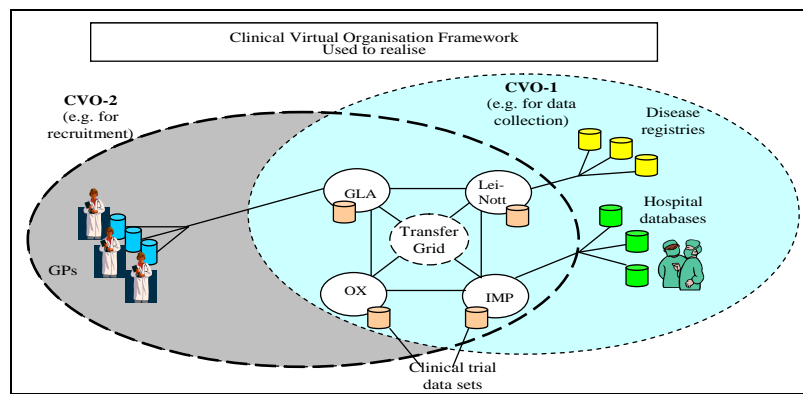 Clinical Virtual Organisation Framework
Used to realise
CVO-2
(e.g. for
recruitment)
CVO-1
(e.g. for data
collection)
Disease
registries
GLA
Lei-
Nott
Transfer
Grid
Hospital
databases
GPs
OX
IMP
Clinical trial
data sets